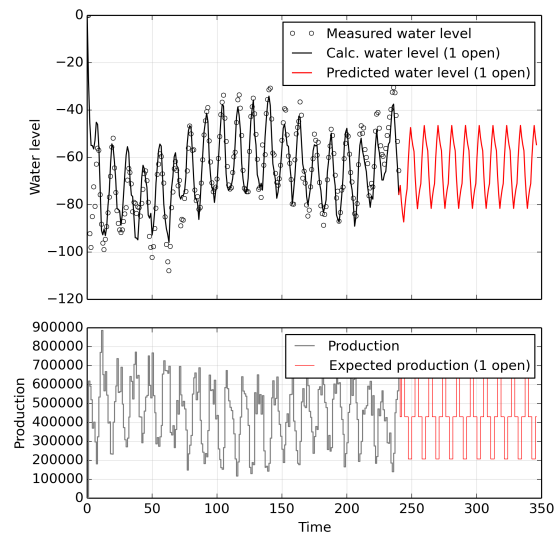 0
−20
−40
−60
−80
−100
−120
Water level
Measured water level
Calc. water level (1 open)
Predicted water level (1 open)
900000
800000
700000
600000
500000
400000
300000
200000
100000
0
Production
Production
Expected production (1 open)
0 50 100 150 200 250 300 350
Time